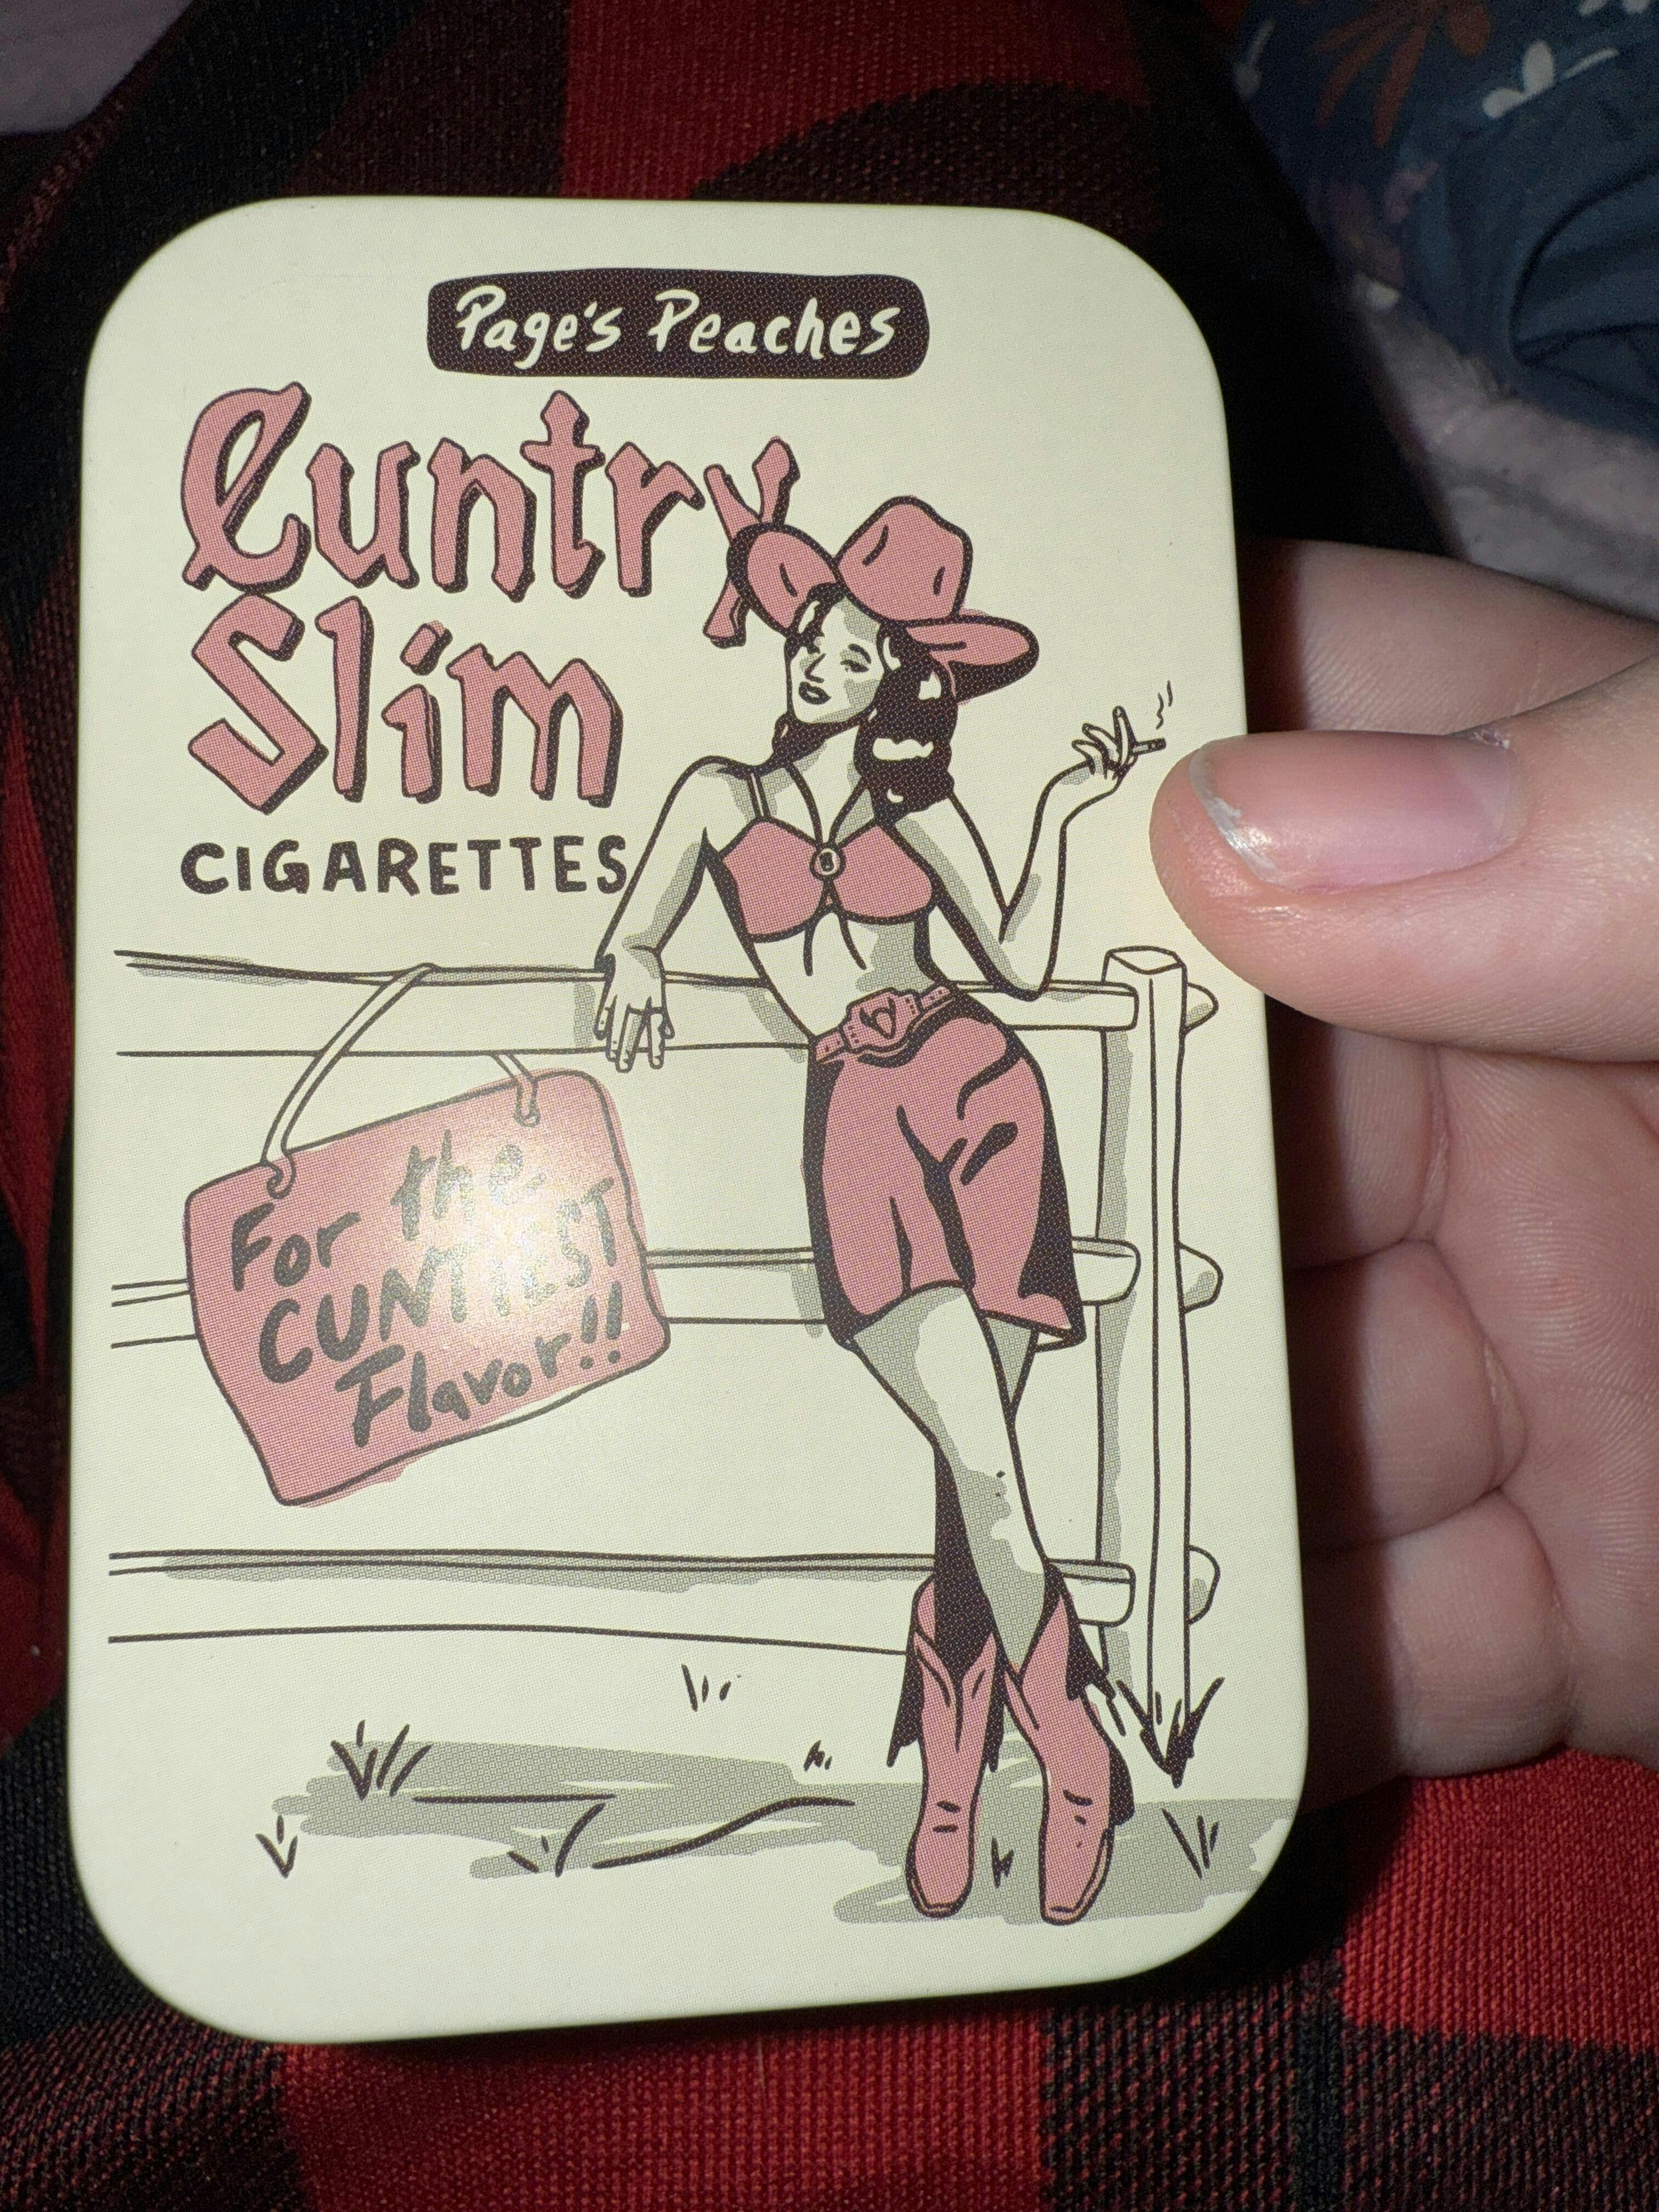 Page's Peaches
Cuntry
Slim
CIGARETTES
For the
CUNTIEST
Flavor!!